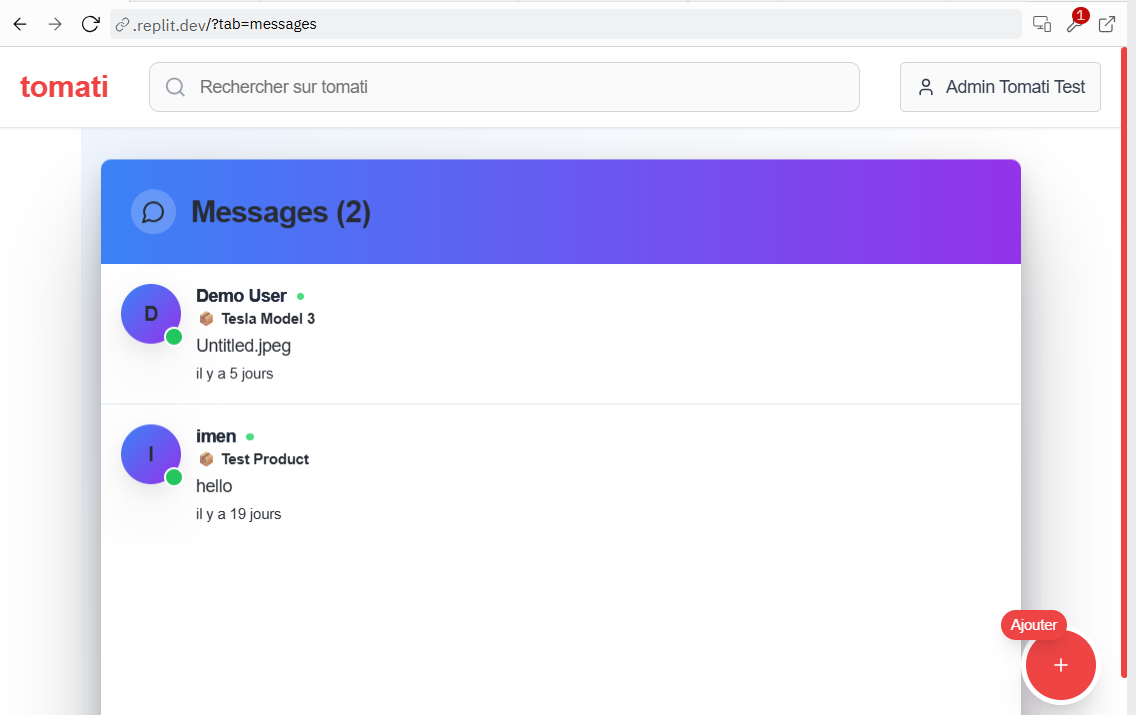 .replit.dev/?tab=messages
1
tomati
Rechercher sur tomati
Admin Tomati Test
Messages (2)
D
Demo User
Tesla Model 3
Untitled.jpeg
il y a 5 jours
I
imen
Test Product
hello
il y a 19 jours
Ajouter
+